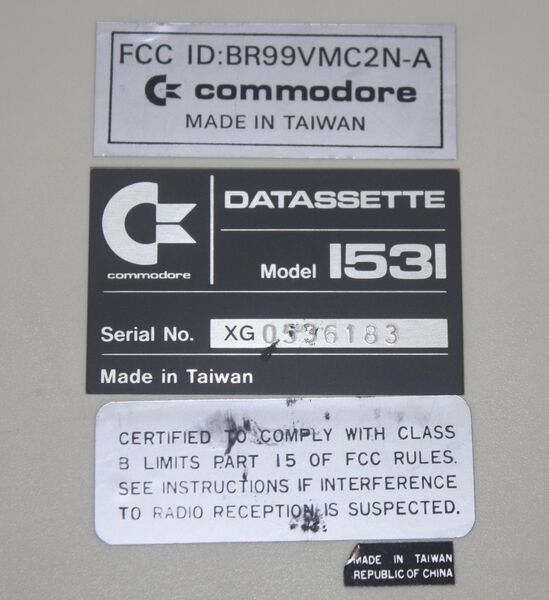 FCC ID:BR99VMC2N-A
commodore
MADE IN TAIWAN
DATASSETTE
commodore
Model 1531
Serial No. XG 0536183
Made in Taiwan
CERTIFIED TO COMPLY WITH CLASS
B LIMITS PART 15 OF FCC RULES.
SEE INSTRUCTIONS IF INTERFERENCE
TO RADIO RECEPTION IS SUSPECTED.
MADE IN TAIWAN
REPUBLIC OF CHINA